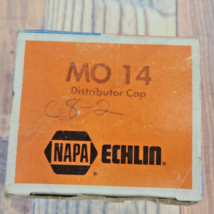 MO 14
Distributor Cap
C8-2
NAPA ECHLIN®